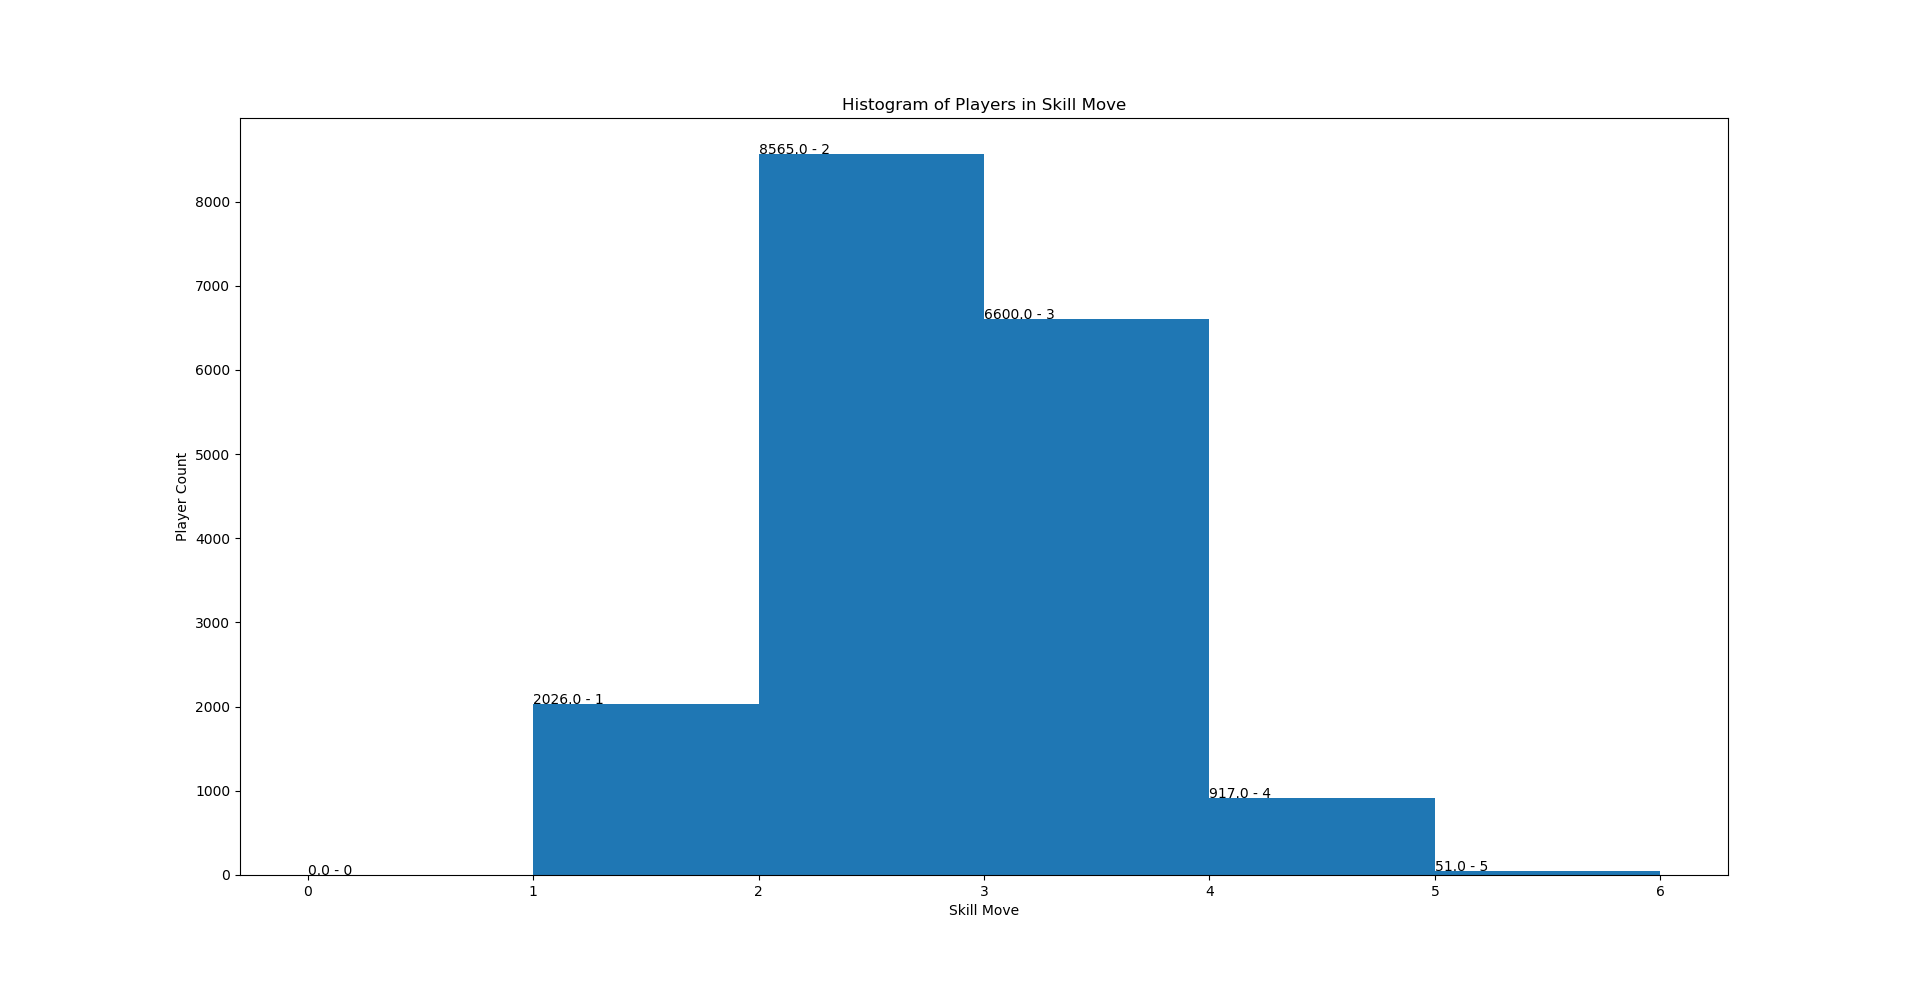 Histogram of Players in Skill Move
8565.0 - 2
8000
7000
6600.0 - 3
6000
5000
Player Count
4000
3000
2026.0 - 1
2000
1000
917.0 - 4
51.0 - 5
0.0 - 0
0
0 1 2 3 4 5 6
Skill Move